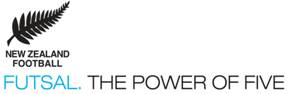 NEW ZEALAND
FOOTBALL
FUTSAL. THE POWER OF FIVE